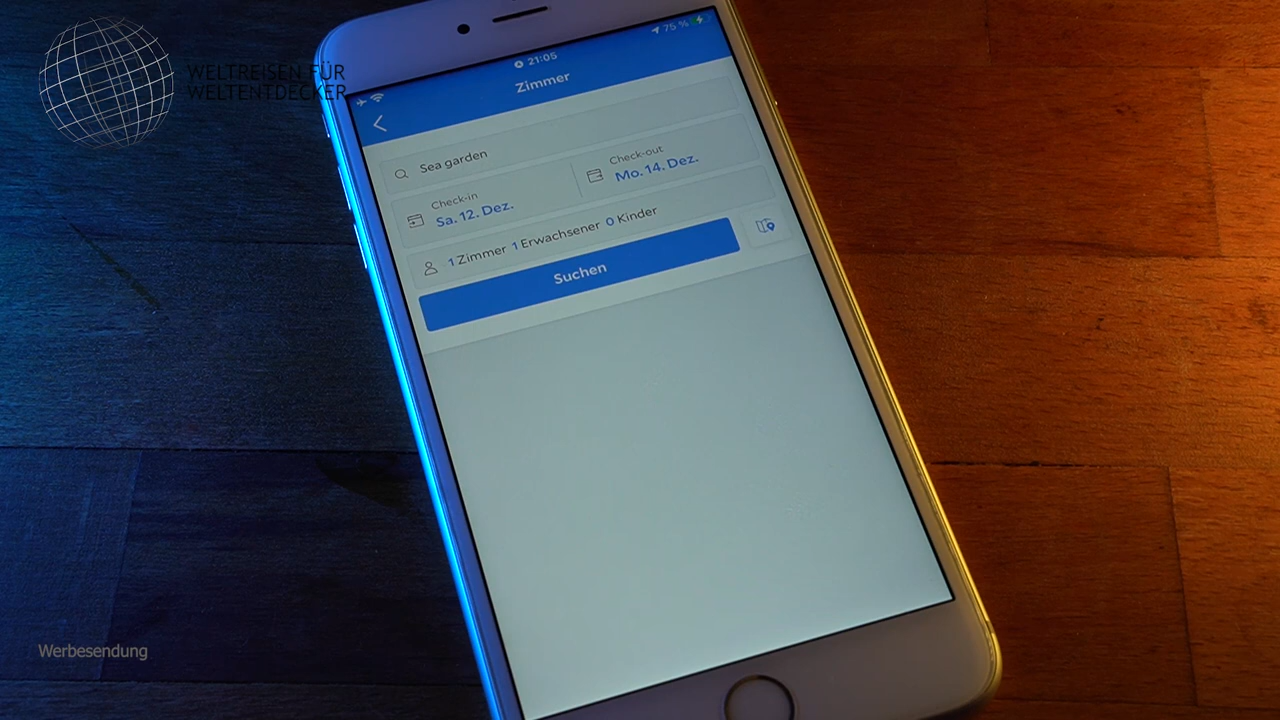 WELTREISEN FÜR
WELTENTDECKER
21:05
75 %
Zimmer
Sea garden
Check-in
Sa. 12. Dez.
Check-out
Mo. 14. Dez.
1 Zimmer 1 Erwachsener 0 Kinder
Suchen
Werbesendung